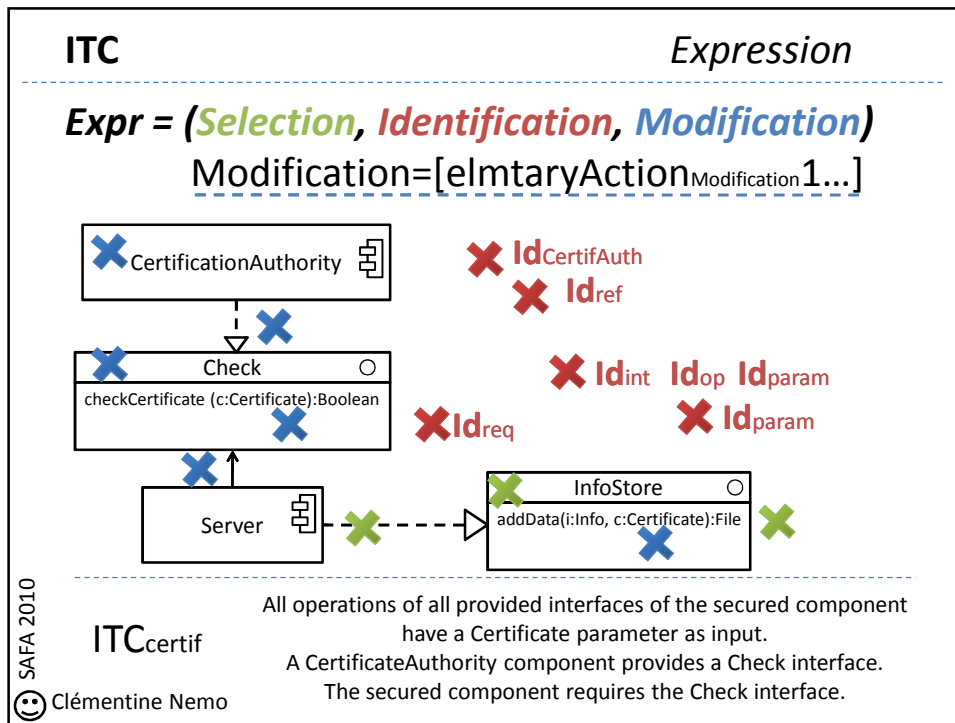 ITC Expression
Expr = (Selection, Identification, Modification)
Modification=[elmtaryActionModification1...]
CertificationAuthority
IdCertifAuth
Idref
Check
checkCertificate (c:Certificate):Boolean
Idint Idop Idparam
Idreq
Idparam
Server
InfoStore
addData(i:Info, c:Certificate):File
ITCcertif
All operations of all provided interfaces of the secured component
have a Certificate parameter as input.
A CertificateAuthority component provides a Check interface.
The secured component requires the Check interface.
SAFA 2010
Clémentine Nemo